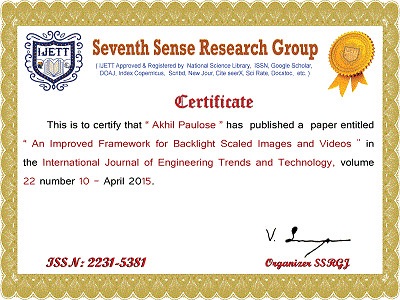 IJETT
Seventh Sense Research Group
( IJETT Approved & Registered by National Science Library, ISSN, Google Scholar,
DOAJ, Index Copernicus, Scribd, New Jour, Cite seerX, Sci Rate, Docstoc, etc. )
Certificate
This is to certify that “ Akhil Paulose ” has published a paper entitled
“ An Improved Framework for Backlight Scaled Images and Videos ” in
the International Journal of Engineering Trends and Technology, volume
22 number 10 – April 2015.
ISSN: 2231-5381
Organizer SSRGJ